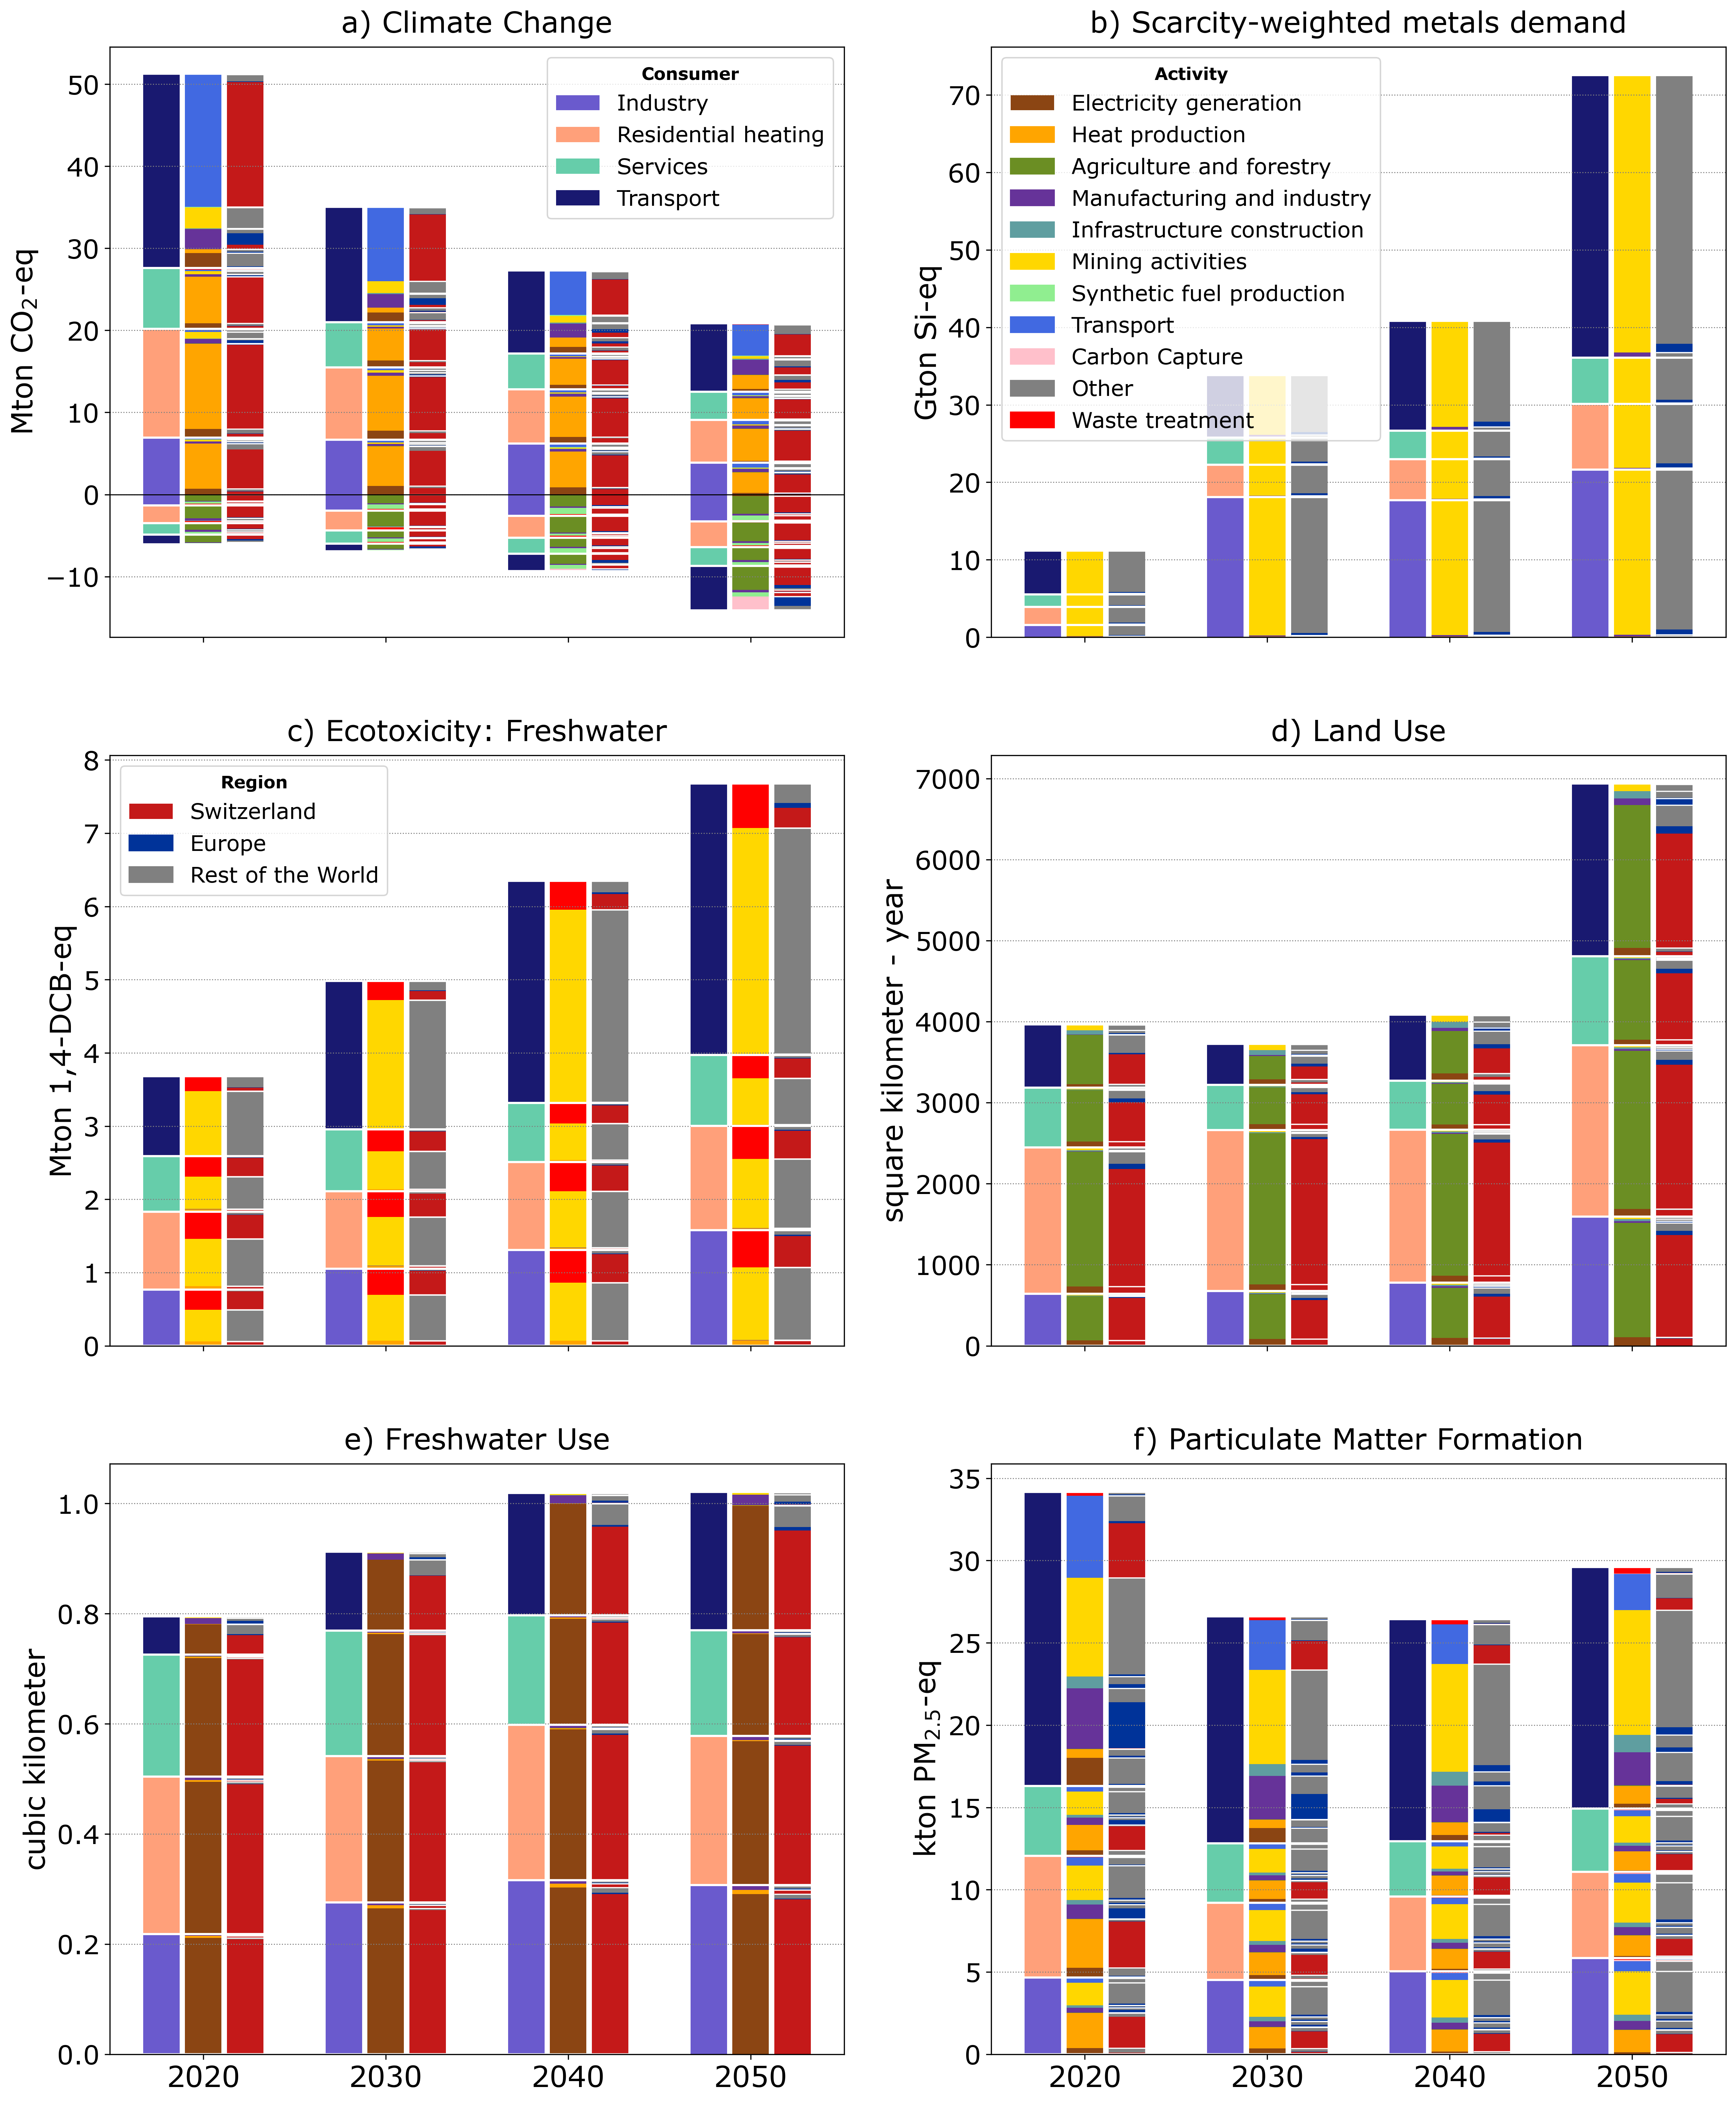 a) Climate Change
50
40
30
20
10
0
−10
Mton CO₂-eq
Consumer
Industry
Residential heating
Services
Transport
b) Scarcity-weighted metals demand
70
60
50
40
30
20
10
0
Gton Si-eq
Activity
Electricity generation
Heat production
Agriculture and forestry
Manufacturing and industry
Infrastructure construction
Mining activities
Synthetic fuel production
Transport
Carbon Capture
Other
Waste treatment
c) Ecotoxicity: Freshwater
8
7
6
5
4
3
2
1
0
Mton 1,4-DCB-eq
Region
Switzerland
Europe
Rest of the World
d) Land Use
7000
6000
5000
4000
3000
2000
1000
0
square kilometer - year
e) Freshwater Use
1.0
0.8
0.6
0.4
0.2
0.0
cubic kilometer
2020 2030 2040 2050
f) Particulate Matter Formation
35
30
25
20
15
10
5
0
kton PM₂.₅-eq
2020 2030 2040 2050